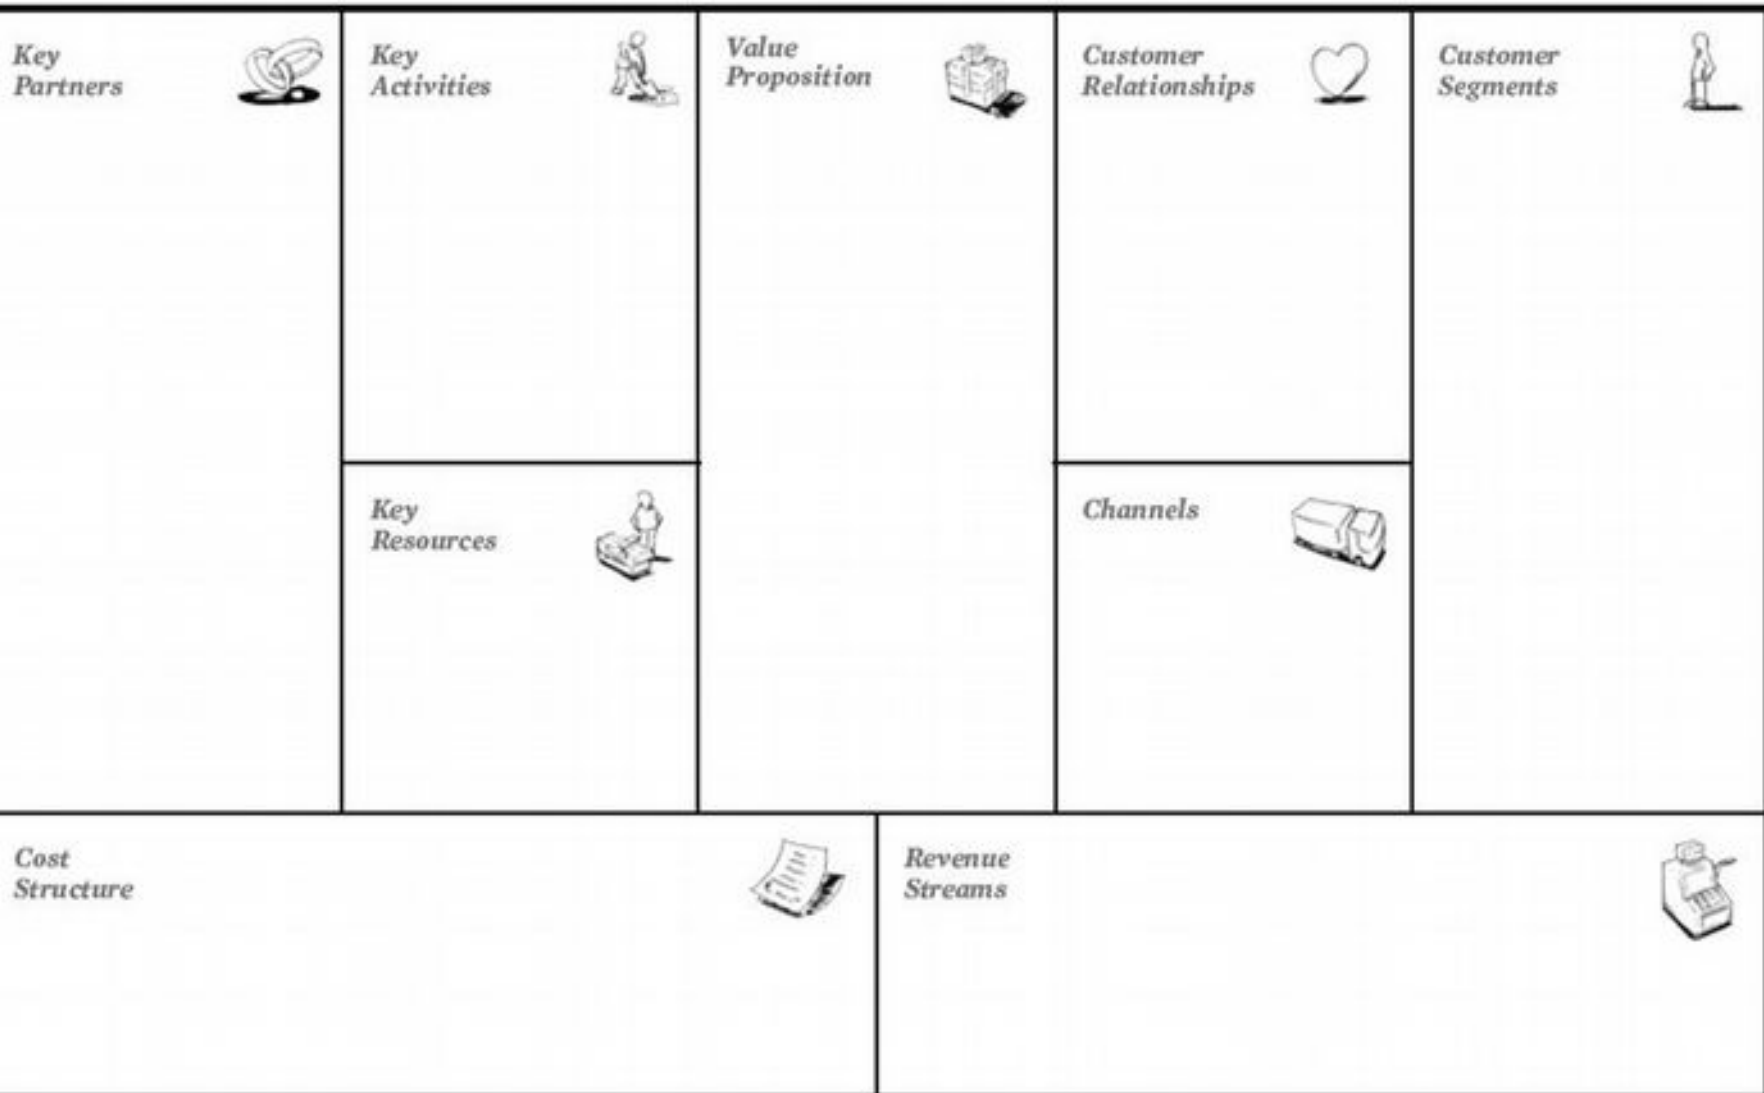 Key
Partners
Key
Activities
Value
Proposition
Customer
Relationships
Customer
Segments
Key
Resources
Channels
Cost
Structure
Revenue
Streams